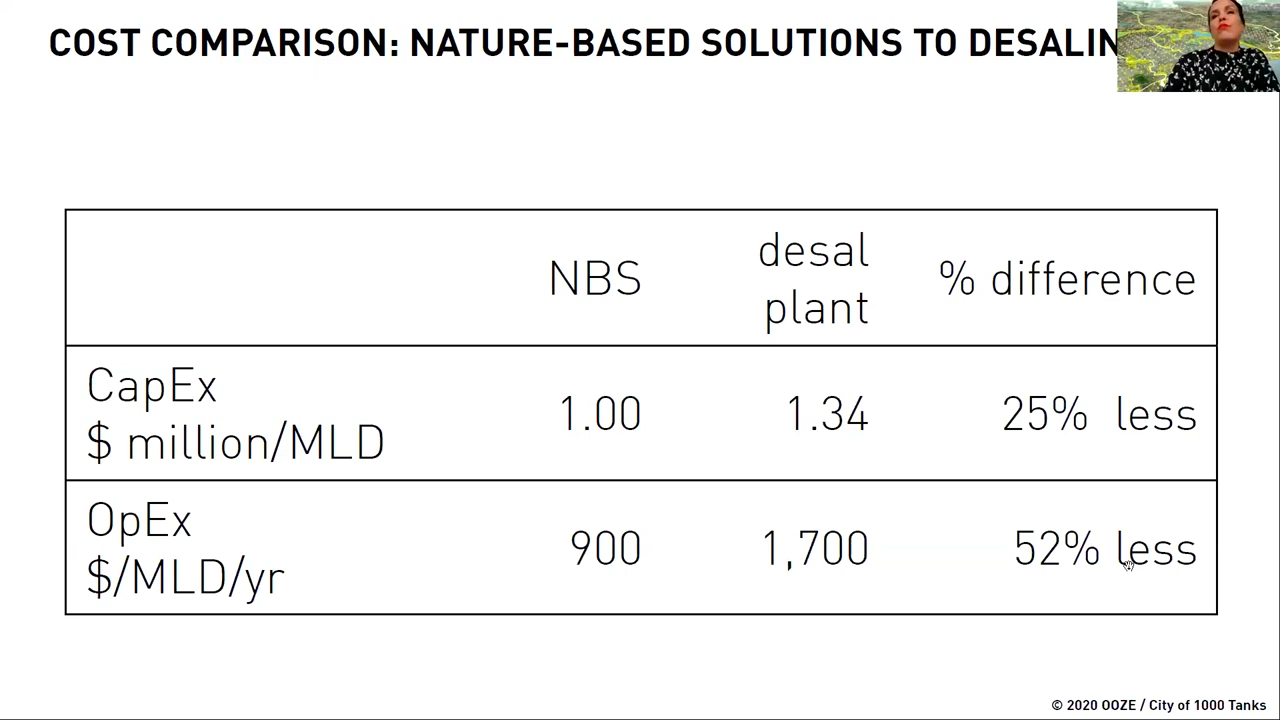 COST COMPARISON: NATURE-BASED SOLUTIONS TO DESALIN
NBS
desal
plant
% difference
CapEx
$ million/MLD
1.00
1.34
25% less
OpEx
$/MLD/yr
900
1,700
52% less
© 2020 OOZE / City of 1000 Tanks